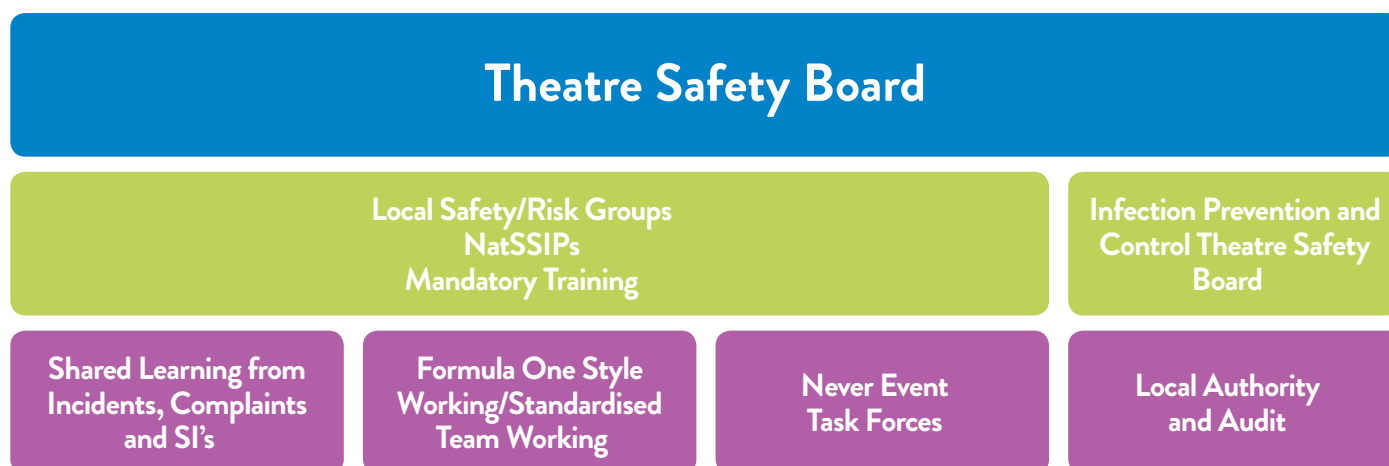 Theatre Safety Board
Local Safety/Risk Groups
NatSSIPs
Mandatory Training
Infection Prevention and
Control Theatre Safety
Board
Shared Learning from
Incidents, Complaints
and SI's
Formula One Style
Working/Standardised
Team Working
Never Event
Task Forces
Local Authority
and Audit